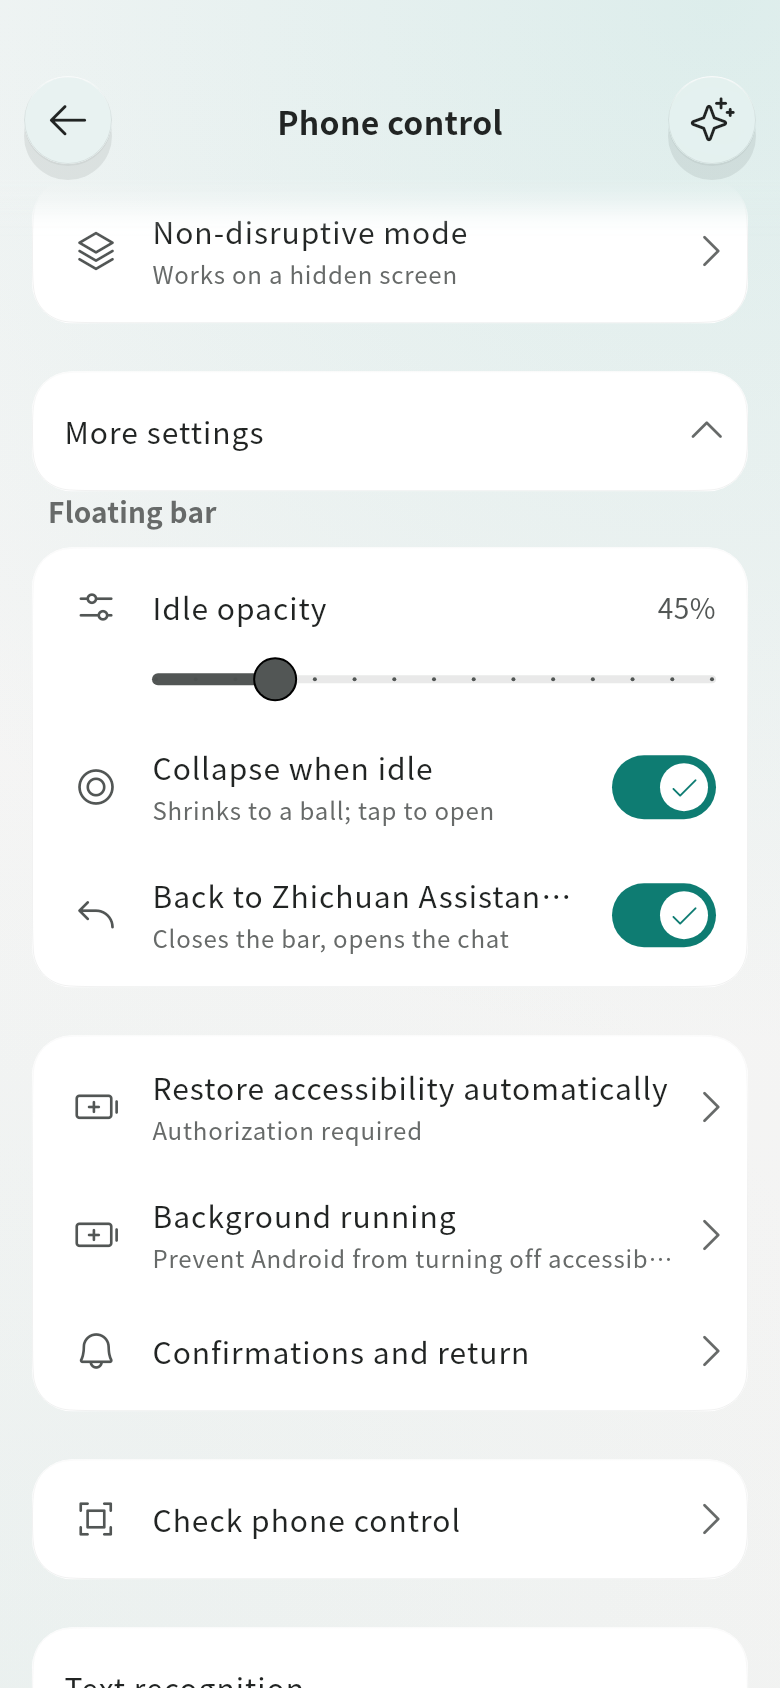 Phone control
Non-disruptive mode
Works on a hidden screen
More settings
Floating bar
Idle opacity
45%
Collapse when idle
Shrinks to a ball; tap to open
Back to Zhichuan Assistan…
Closes the bar, opens the chat
Restore accessibility automatically
Authorization required
Background running
Prevent Android from turning off accessib…
Confirmations and return
Check phone control
Text recognition